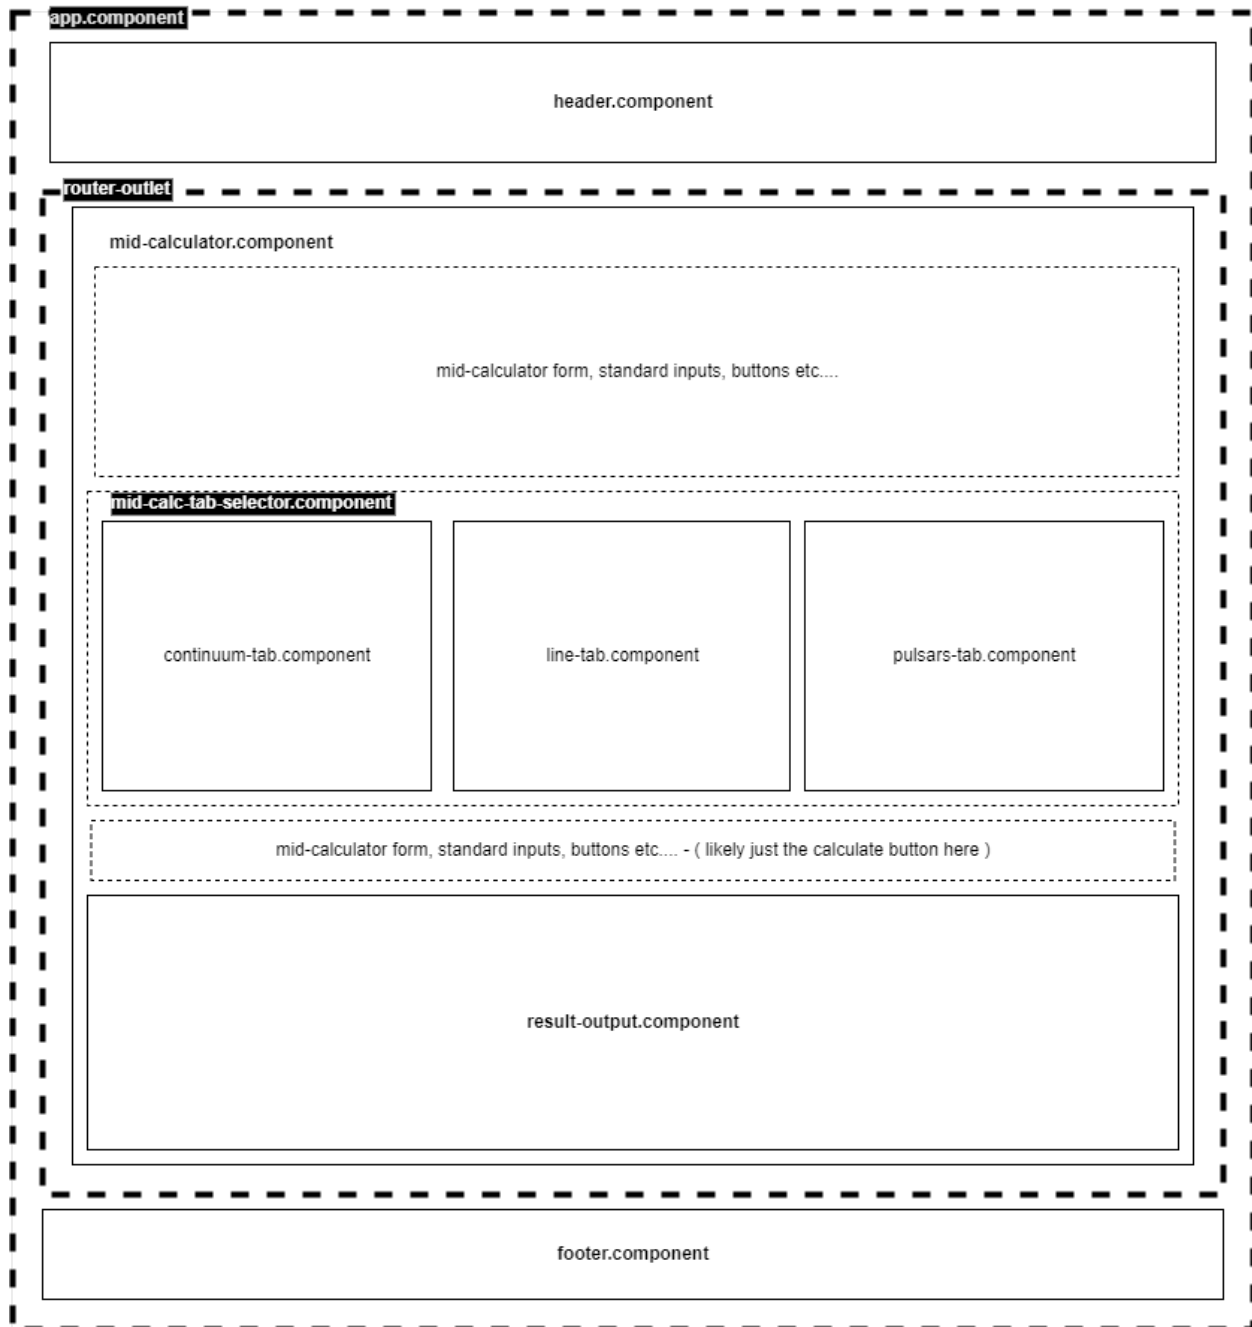 app.component
header.component
router-outlet
mid-calculator.component
mid-calculator form, standard inputs, buttons etc....
mid-calc-tab-selector.component
continuum-tab.component
line-tab.component
pulsars-tab.component
mid-calculator form, standard inputs, buttons etc.... - ( likely just the calculate button here )
result-output.component
footer.component